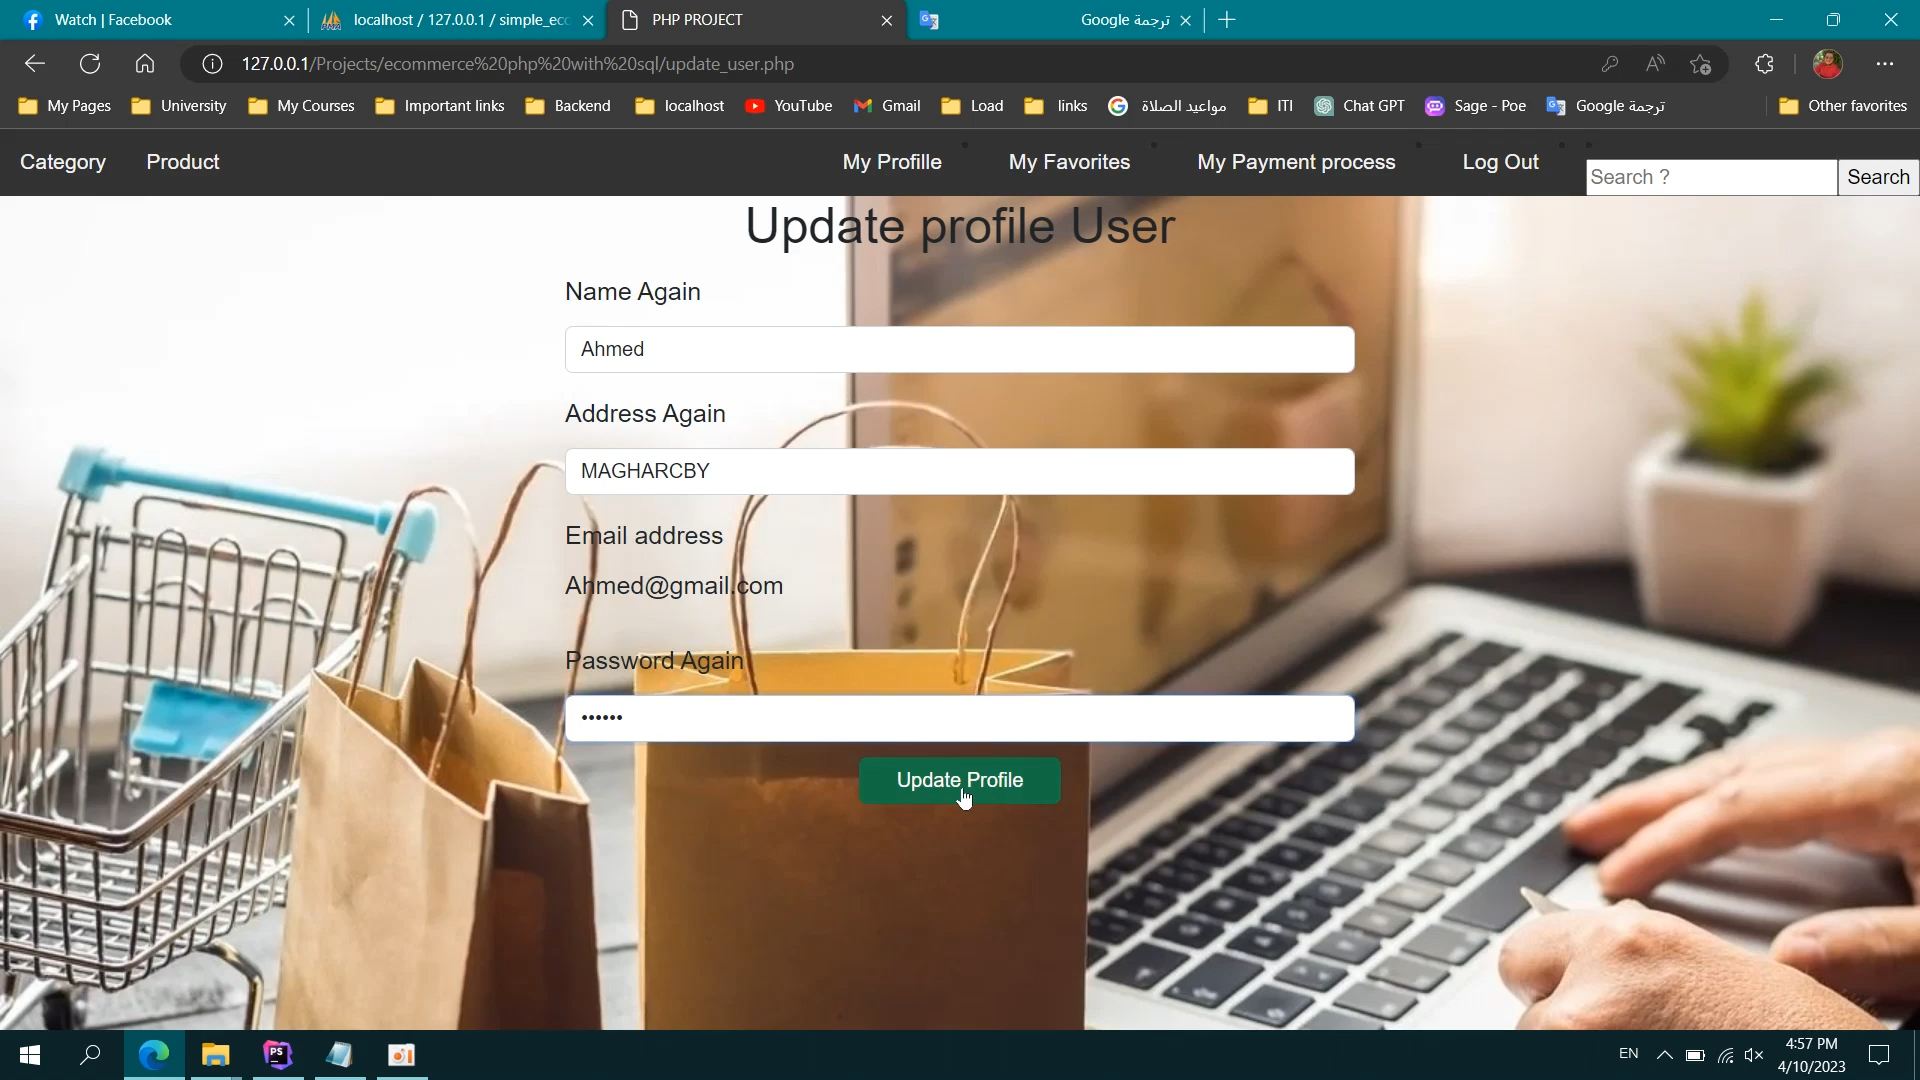 Watch | Facebook
localhost / 127.0.0.1 / simple_ecc
PHP PROJECT
ترجمة Google
127.0.0.1/Projects/ecommerce%20php%20with%20sql/update_user.php
My Pages University My Courses Important links Backend localhost YouTube Gmail Load links مواعيد الصلاة ITI Chat GPT Sage - Poe ترجمة Google Other favorites
Category Product My Profille My Favorites My Payment process Log Out Search ? Search
Update profile User
Name Again
Ahmed
Address Again
MAGHARCBY
Email address
Ahmed@gmail.com
Password Again
••••••
Update Profile
PS
EN
4:57 PM
4/10/2023